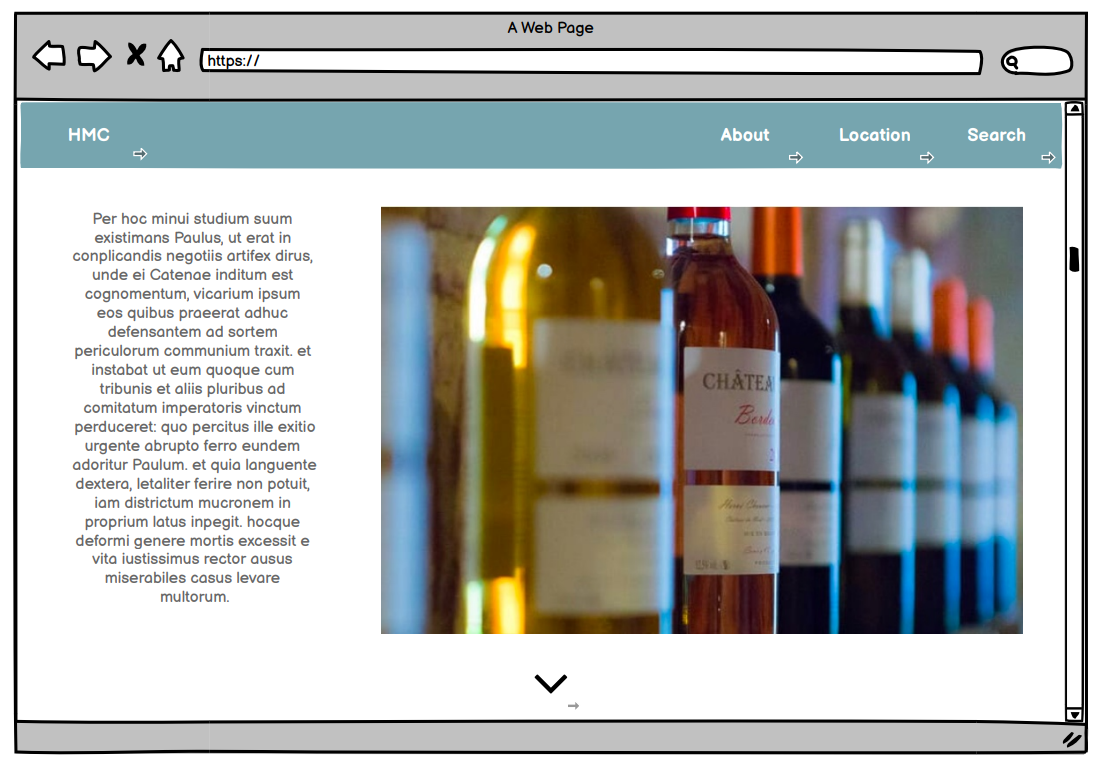 A Web Page
https://
HMC
About
Location
Search
Per hoc minui studium suum
existimans Paulus, ut erat in
conplicandis negotiis artifex dirus,
unde ei Catenae inditum est
cognomentum, vicarium ipsum
eos quibus praeerat adhuc
defensantem ad sortem
periculorum communium traxit. et
instabat ut eum quoque cum
tribunis et aliis pluribus ad
comitatum imperatoris vinctum
perduceret: quo percitus ille exitio
urgente abrupto ferro eundem
adoritur Paulum. et quia languente
dextera, letaliter ferire non potuit,
iam districtum mucronem in
proprium latus inpegit. hocque
deformi genere mortis excessit e
vita iustissimus rector ausus
miserabiles casus levare
multorum.
CHÂTEA
Borde